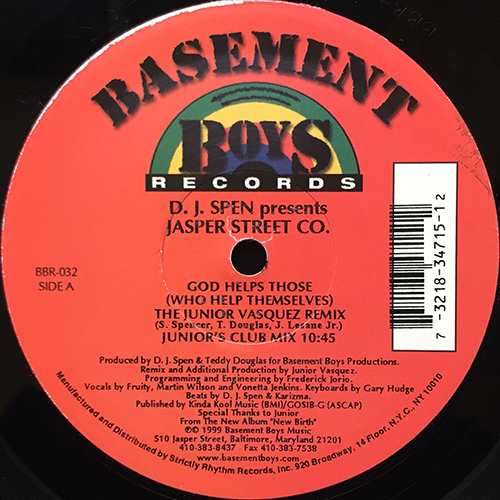 BASEMENT
BOYS
RECORDS
D. J. SPEN presents
JASPER STREET CO.
BBR-032
SIDE A
GOD HELPS THOSE
(WHO HELP THEMSELVES)
THE JUNIOR VASQUEZ REMIX
(S. Spencer, T. Douglas, J. Lesane Jr.)
JUNIOR'S CLUB MIX 10:45
7 73218-34715-1 2
Produced by D. J. Spen & Teddy Douglas for Basement Boys Productions.
Remix and Additional Production by Junior Vasquez.
Programming and Engineering by Frederick Jorio.
Vocals by Fruity, Martin Wilson and Vonetta Jenkins. Keyboards by Gary Hudge
Beats by D. J. Spen & Karizma.
Published by Kinda Kool Music (BMI)/GOSIB-G (ASCAP)
Special Thanks to Junior
From The New Album "New Birth"
© 1999 Basement Boys Music
510 Jasper Street, Baltimore, Maryland 21201
410-383-8437 Fax 410-383-7538
www.basementboys.com
Manufactured and Distributed by Strictly Rhythm Records, Inc. 920 Broadway, 14 Floor, N.Y.C., NY 10010